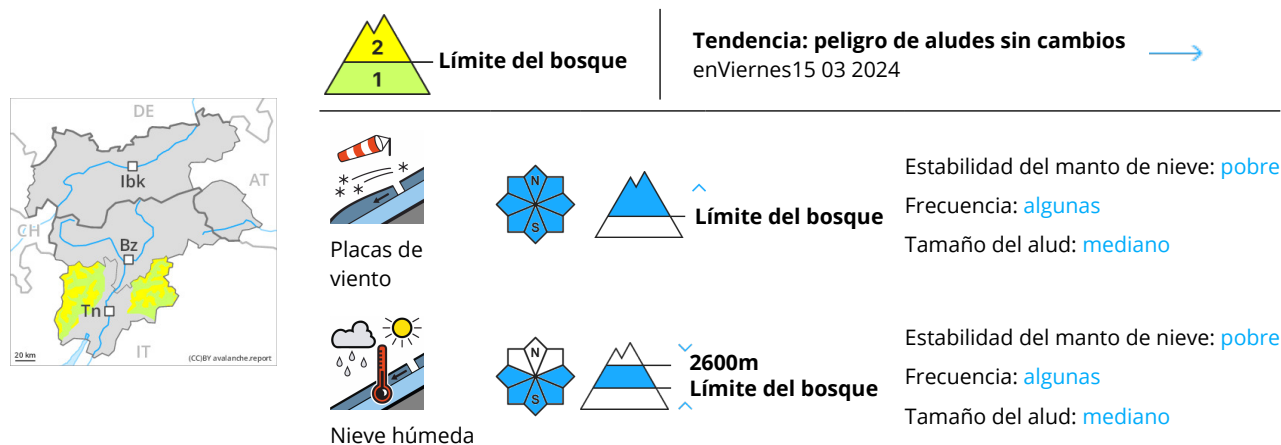 2
1
Límite del bosque
Tendencia: peligro de aludes sin cambios
enViernes15 03 2024
DE
AT
CH
IT
Ibk
Bz
Tn
20 km
(CC)BY avalanche.report
Placas de
viento
N
S
Límite del bosque
Estabilidad del manto de nieve: pobre
Frecuencia: algunas
Tamaño del alud: mediano
Nieve húmeda
N
S
2600m
Límite del bosque
Estabilidad del manto de nieve: pobre
Frecuencia: algunas
Tamaño del alud: mediano